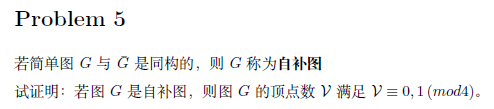 Problem 5
若简单图 G 与 Ḡ 是同构的，则 G 称为自补图
试证明：若图 G 是自补图，则图 G 的顶点数 𝒱 满足 𝒱 ≡ 0, 1 (mod4)。